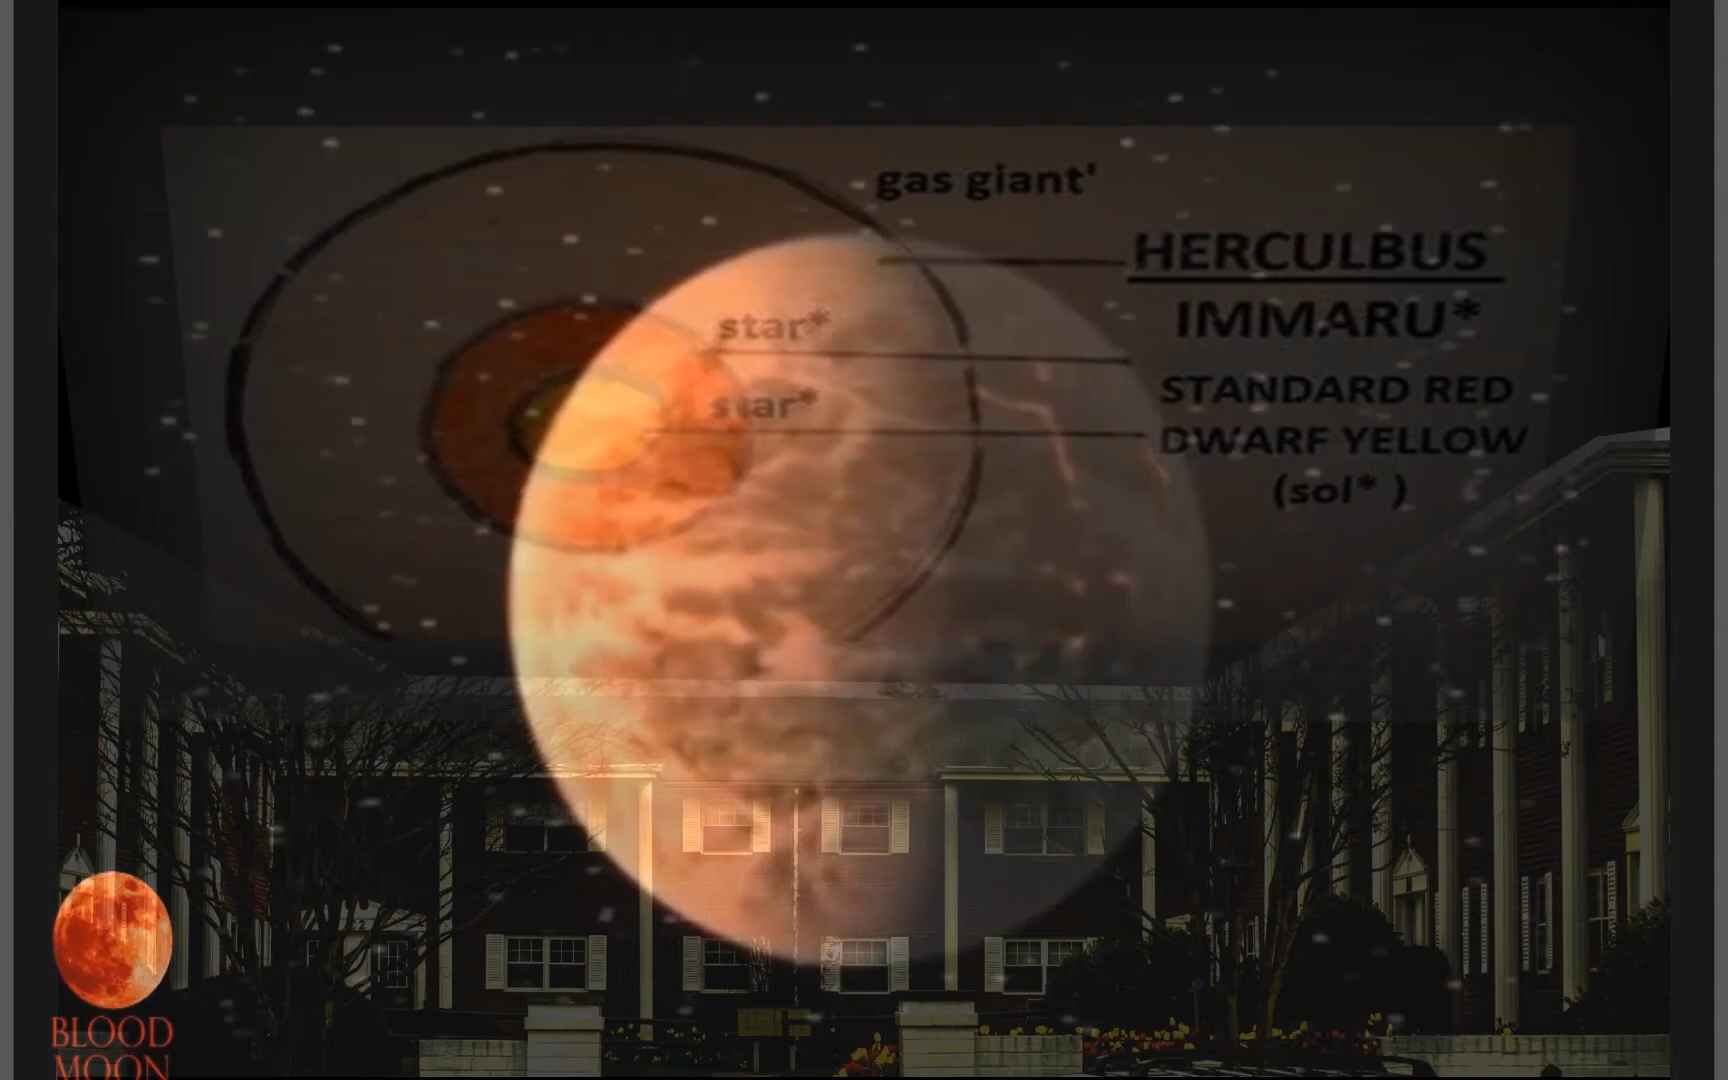 gas giant'
HERCULBUS
star*
IMMARU*
star*
STANDARD RED
DWARF YELLOW
(sol* )
BLOOD
MOON